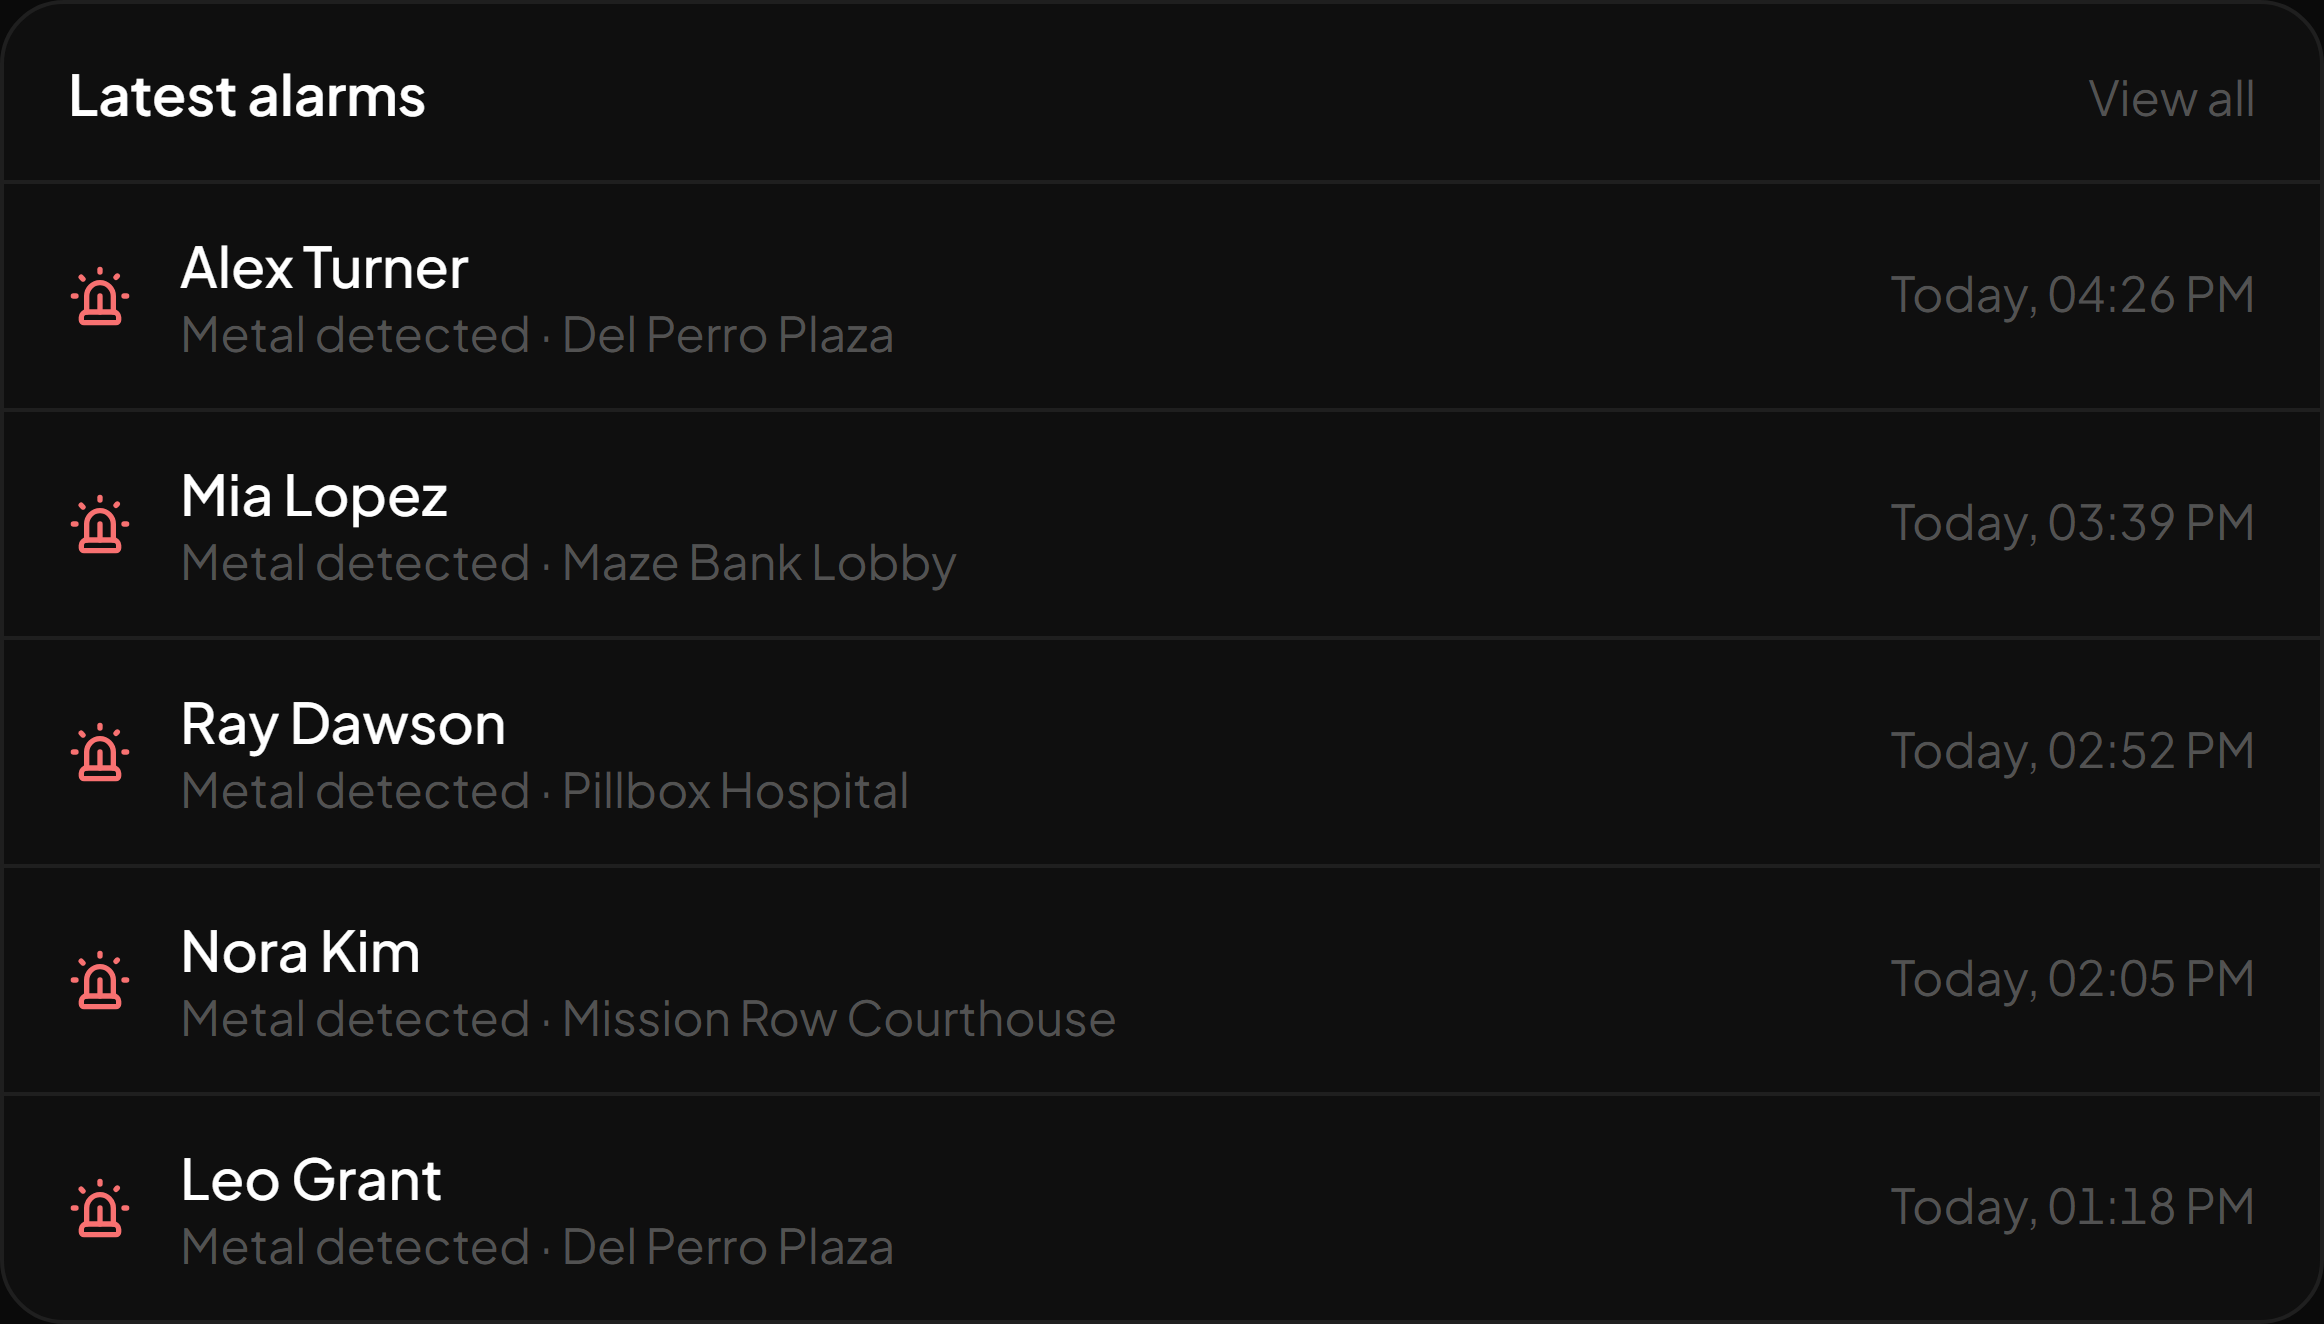 Latest alarms
View all
Alex Turner
Metal detected · Del Perro Plaza
Today, 04:26 PM
Mia Lopez
Metal detected · Maze Bank Lobby
Today, 03:39 PM
Ray Dawson
Metal detected · Pillbox Hospital
Today, 02:52 PM
Nora Kim
Metal detected · Mission Row Courthouse
Today, 02:05 PM
Leo Grant
Metal detected · Del Perro Plaza
Today, 01:18 PM